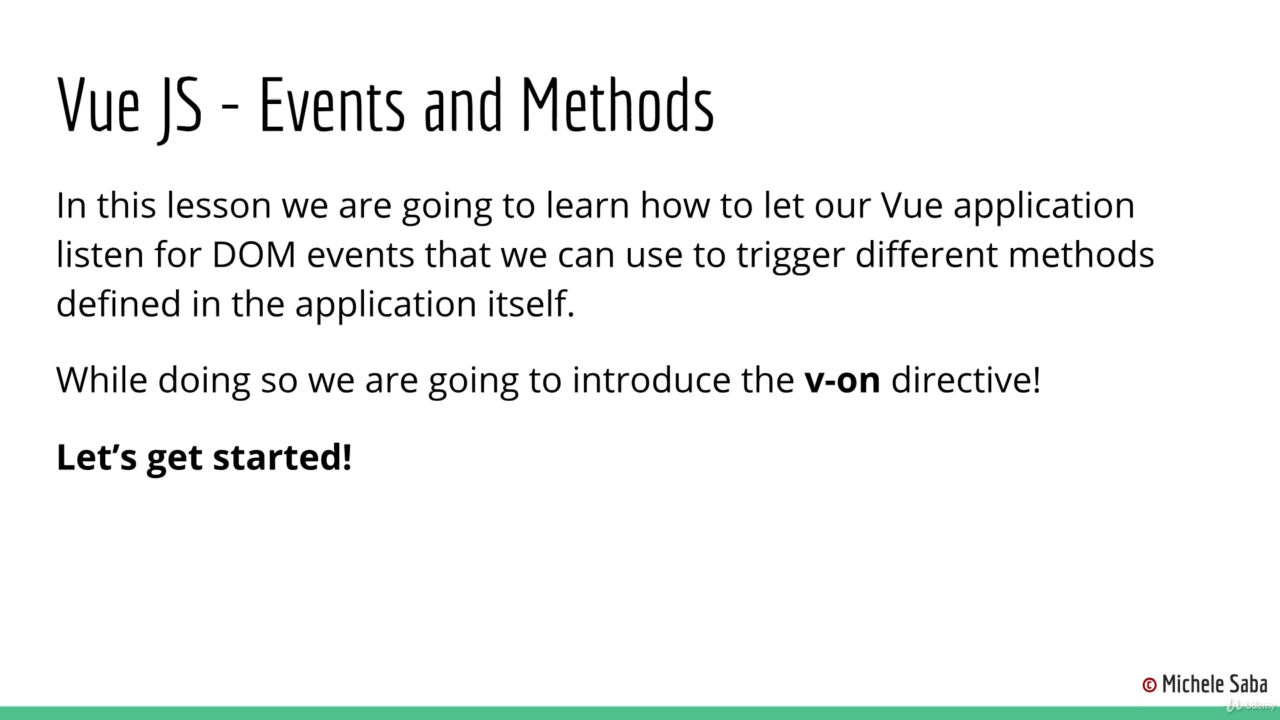 Vue JS - Events and Methods
In this lesson we are going to learn how to let our Vue application
listen for DOM events that we can use to trigger different methods
defined in the application itself.
While doing so we are going to introduce the v-on directive!
Let’s get started!
© Michele Saba
Udemy